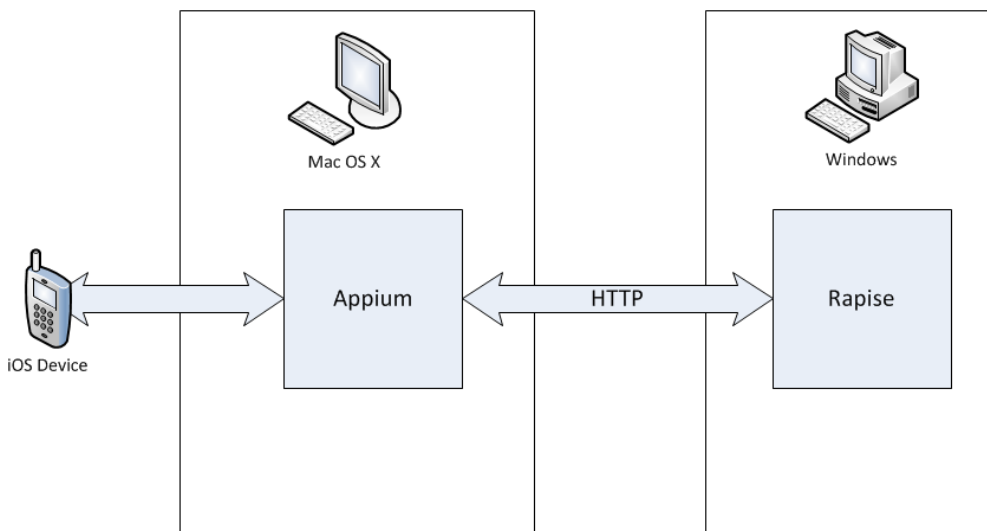 Mac OS X
Windows
iOS Device
Appium
HTTP
Rapise